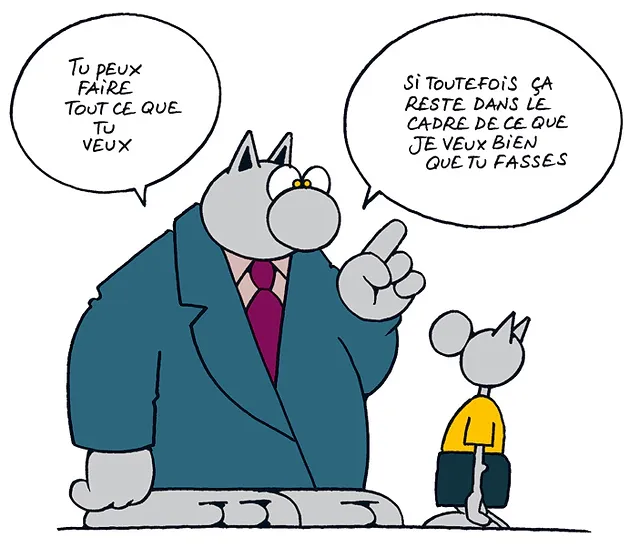 Tu peux
faire
tout ce que
tu
veux
Si toutefois ça
reste dans le
cadre de ce que
je veux bien
que tu fasses